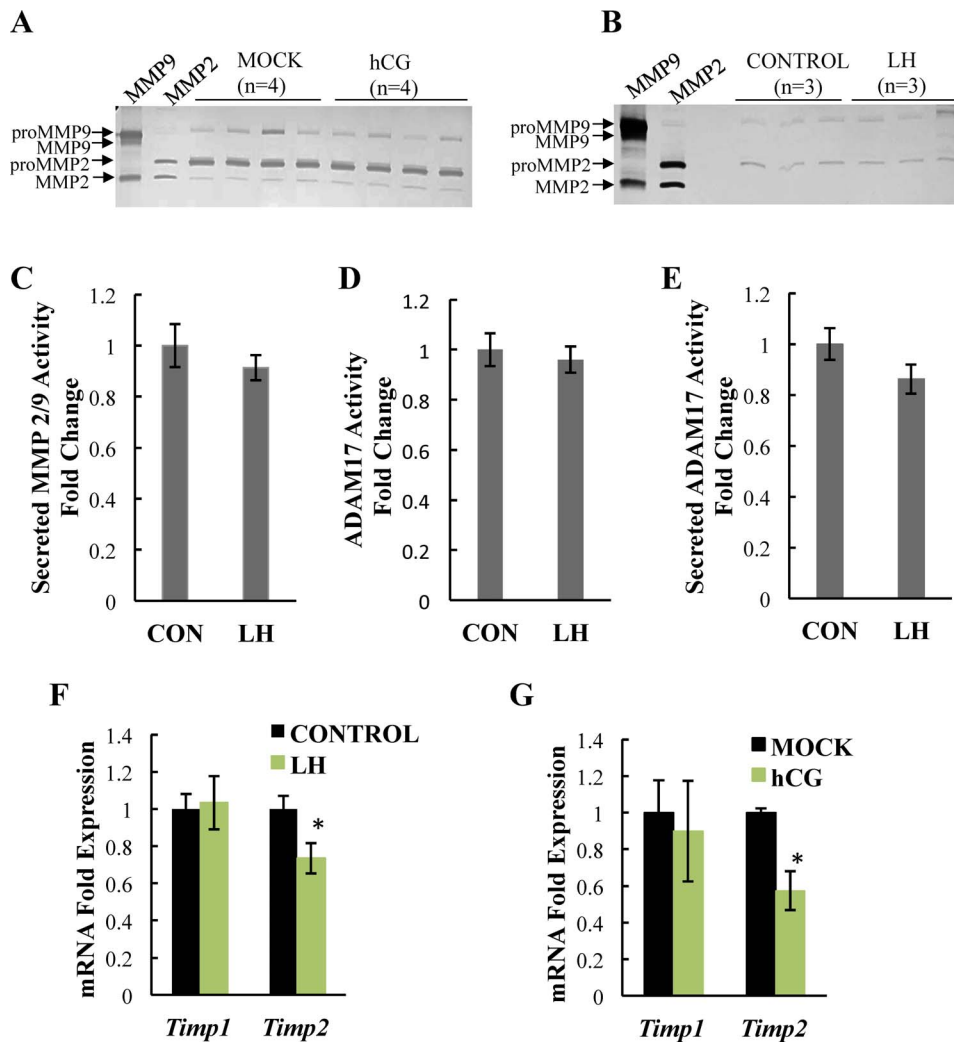 A
MMP9
MMP2
MOCK
(n=4)
hCG
(n=4)
proMMP9
MMP9
proMMP2
MMP2
B
MMP9
MMP2
CONTROL
(n=3)
LH
(n=3)
proMMP9
MMP9
proMMP2
MMP2
C
Secreted MMP 2/9 Activity
Fold Change
1.2
1
0.8
0.6
0.4
0.2
0
CON LH
D
ADAM17 Activity
Fold Change
1.2
1
0.8
0.6
0.4
0.2
0
CON LH
E
Secreted ADAM17 Activity
Fold Change
1.2
1
0.8
0.6
0.4
0.2
0
CON LH
F
mRNA Fold Expression
CONTROL
LH
1.4
1.2
1
0.8
0.6
0.4
0.2
0
*
Timp1 Timp2
G
mRNA Fold Expression
MOCK
hCG
1.4
1.2
1
0.8
0.6
0.4
0.2
0
*
Timp1 Timp2